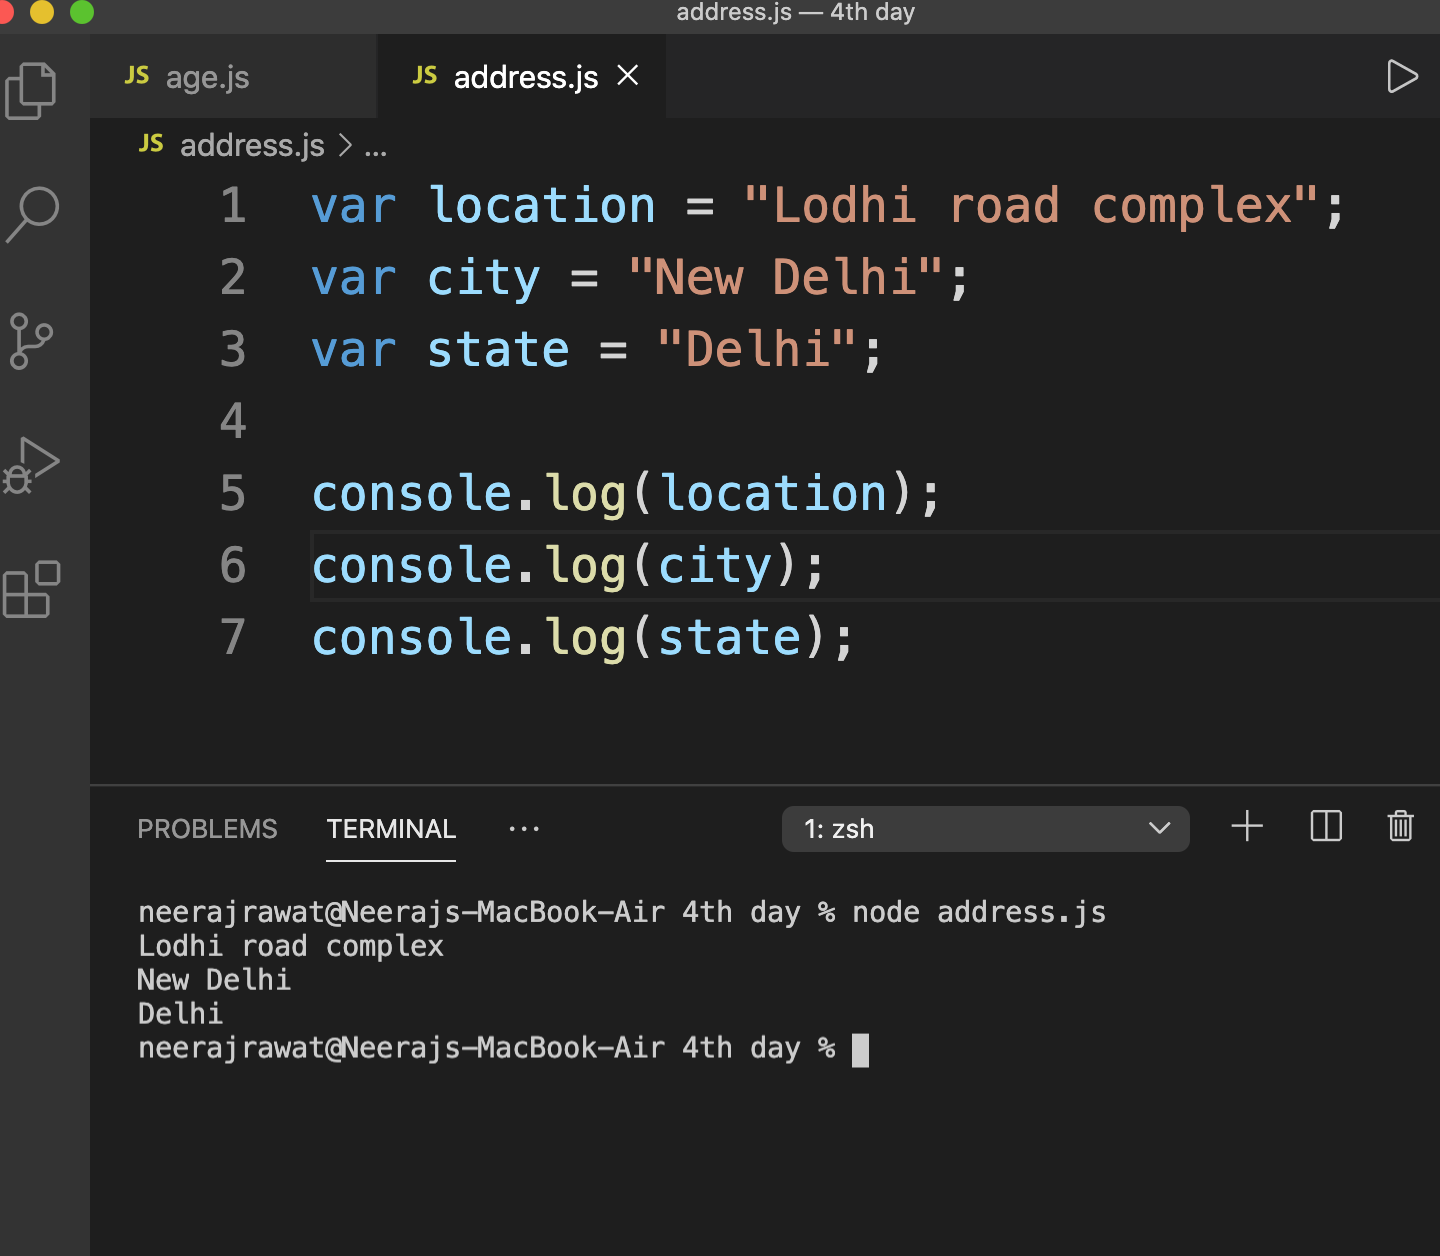 address.js — 4th day
JS age.js
JS address.js
JS address.js > ...
1 var location = "Lodhi road complex";
2 var city = "New Delhi";
3 var state = "Delhi";
4
5 console.log(location);
6 console.log(city);
7 console.log(state);
PROBLEMS TERMINAL ... 1: zsh
neerajrawat@Neerajs-MacBook-Air 4th day % node address.js
Lodhi road complex
New Delhi
Delhi
neerajrawat@Neerajs-MacBook-Air 4th day %